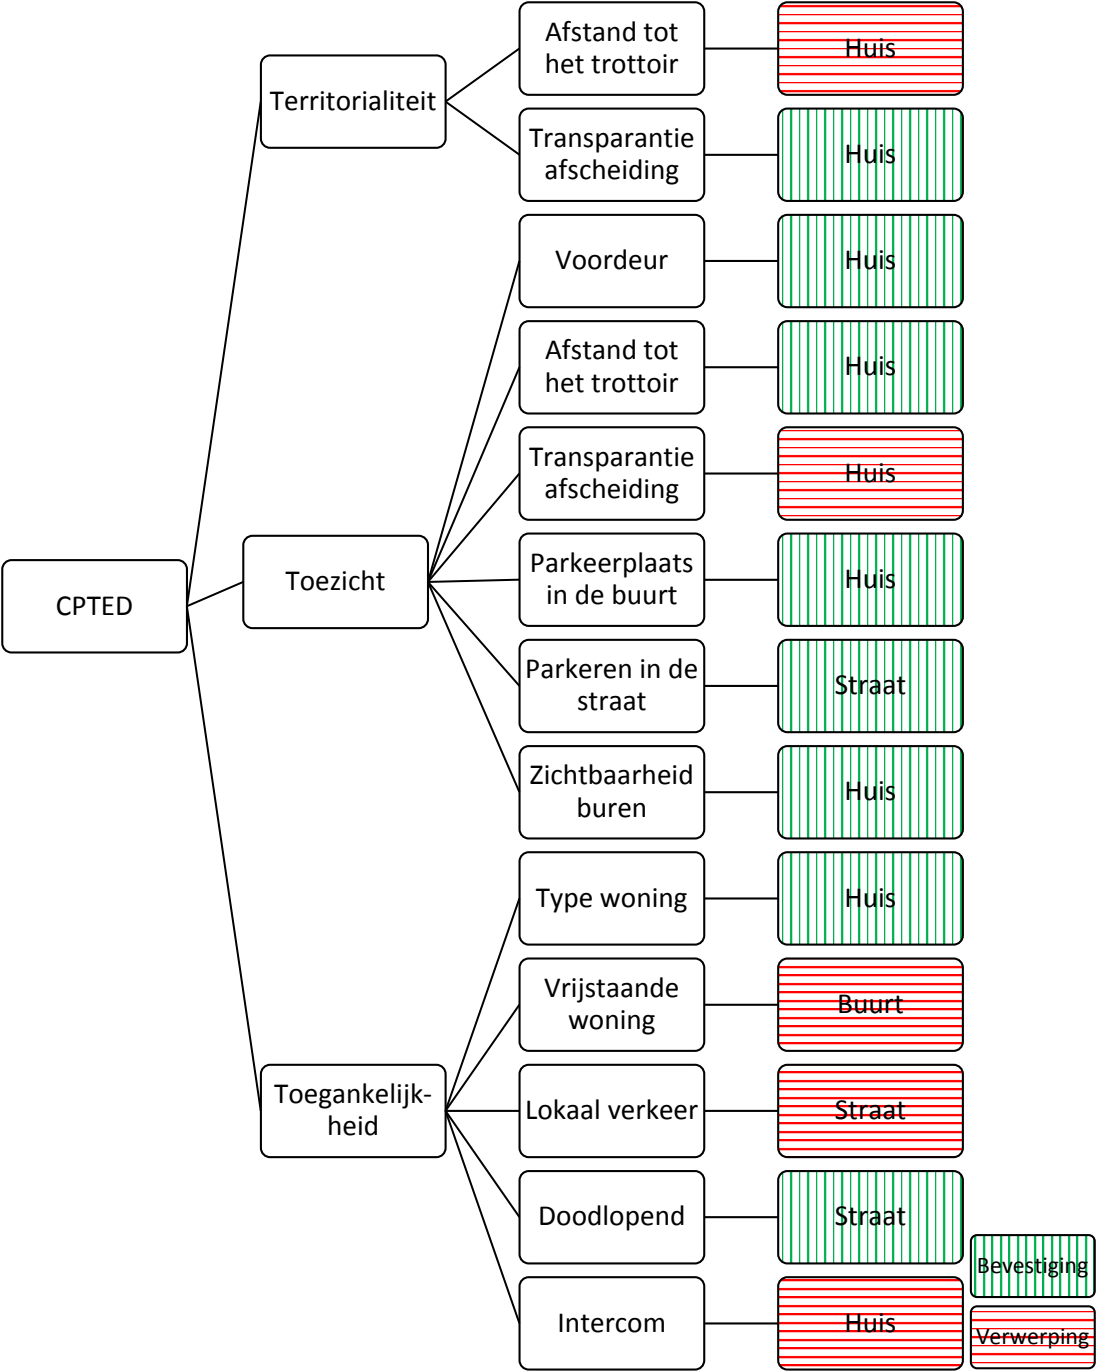 Afstand tot
het trottoir
Huis
Territorialiteit
Transparantie
afscheiding
Huis
Voordeur
Huis
Afstand tot
het trottoir
Huis
Transparantie
afscheiding
Huis
CPTED
Toezicht
Parkeerplaats
in de buurt
Huis
Parkeren in de
straat
Straat
Zichtbaarheid
buren
Huis
Type woning
Huis
Vrijstaande
woning
Buurt
Toegankelijk-
heid
Lokaal verkeer
Straat
Doodlopend
Straat
Intercom
Huis
Bevestiging
Verwerping